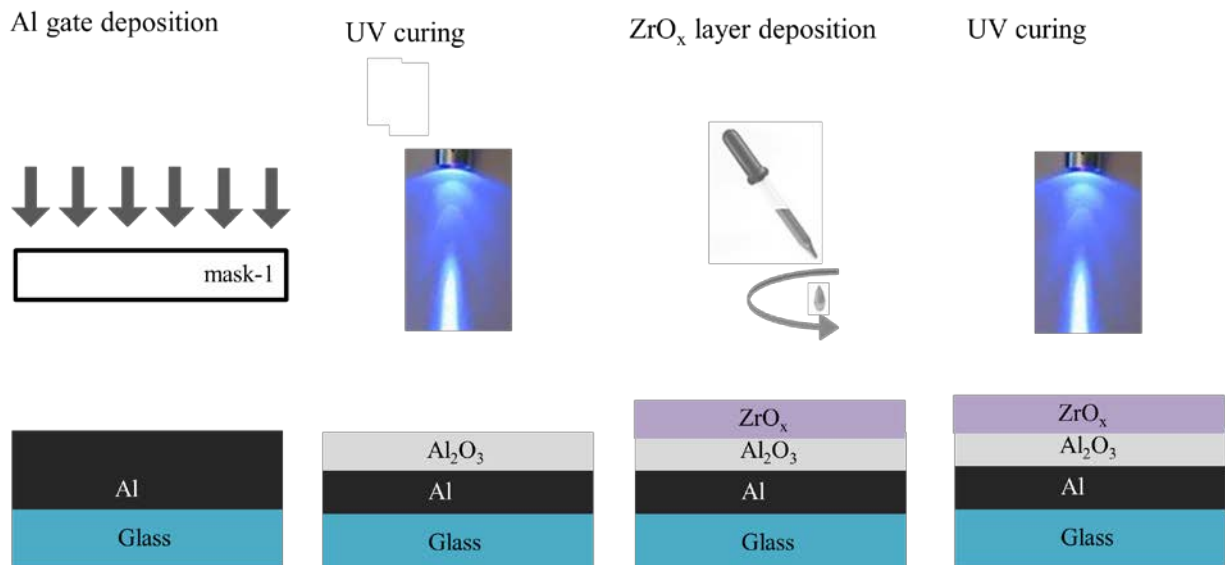 Al gate deposition
UV curing
ZrOₓ layer deposition
UV curing
mask-1
Al
Glass
Al₂O₃
Al
Glass
ZrOₓ
Al₂O₃
Al
Glass
ZrOₓ
Al₂O₃
Al
Glass